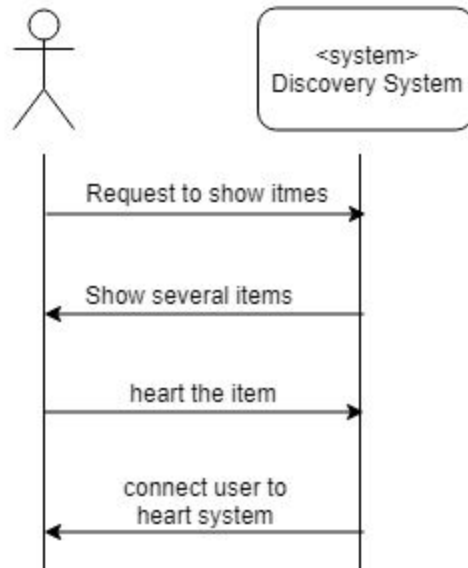 <system>
Discovery System
Request to show itmes
Show several items
heart the item
connect user to
heart system